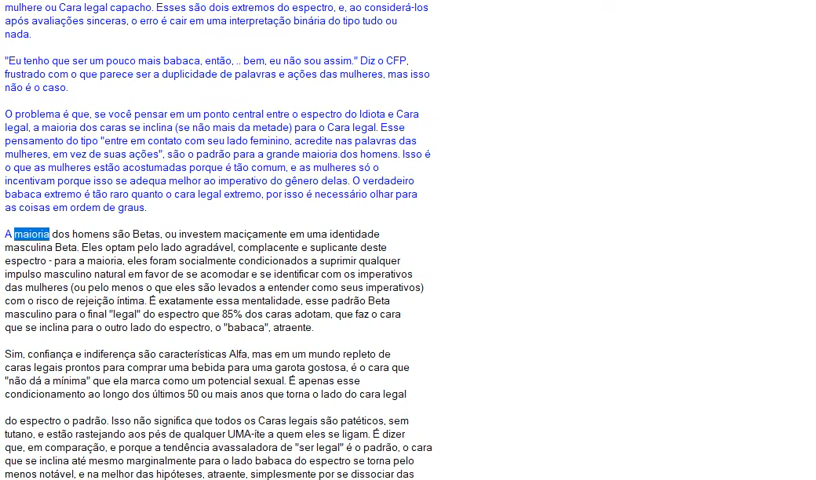 mulhere ou Cara legal capacho. Esses são dois extremos do espectro, e, ao considerá-los
após avaliações sinceras, o erro é cair em uma interpretação binária do tipo tudo ou
nada.
"Eu tenho que ser um pouco mais babaca, então, .. bem, eu não sou assim." Diz o CFP,
frustrado com o que parece ser a duplicidade de palavras e ações das mulheres, mas isso
não é o caso.
O problema é que, se você pensar em um ponto central entre o espectro do Idiota e Cara
legal, a maioria dos caras se inclina (se não mais da metade) para o Cara legal. Esse
pensamento do tipo "entre em contato com seu lado feminino, acredite nas palavras das
mulheres, em vez de suas ações", são o padrão para a grande maioria dos homens. Isso é
o que as mulheres estão acostumadas porque é tão comum, e as mulheres só o
incentivam porque isso se adequa melhor ao imperativo do gênero delas. O verdadeiro
babaca extremo é tão raro quanto o cara legal extremo, por isso é necessário olhar para
as coisas em ordem de graus.
A maioria dos homens são Betas, ou investem maciçamente em uma identidade
masculina Beta. Eles optam pelo lado agradável, complacente e suplicante deste
espectro - para a maioria, eles foram socialmente condicionados a suprimir qualquer
impulso masculino natural em favor de se acomodar e se identificar com os imperativos
das mulheres (ou pelo menos o que eles são levados a entender como seus imperativos)
com o risco de rejeição íntima. É exatamente essa mentalidade, esse padrão Beta
masculino para o final "legal" do espectro que 85% dos caras adotam, que faz o cara
que se inclina para o outro lado do espectro, o "babaca", atraente.
Sim, confiança e indiferença são características Alfa, mas em um mundo repleto de
caras legais prontos para comprar uma bebida para uma garota gostosa, é o cara que
"não dá a mínima" que ela marca como um potencial sexual. É apenas esse
condicionamento ao longo dos últimos 50 ou mais anos que torna o lado do cara legal
do espectro o padrão. Isso não significa que todos os Caras legais são patéticos, sem
tutano, e estão rastejando aos pés de qualquer UMA-ite a quem eles se ligam. É dizer
que, em comparação, e porque a tendência avassaladora de "ser legal" é o padrão, o cara
que se inclina até mesmo marginalmente para o lado babaca do espectro se torna pelo
menos notável, e na melhor das hipóteses, atraente, simplesmente por se dissociar das